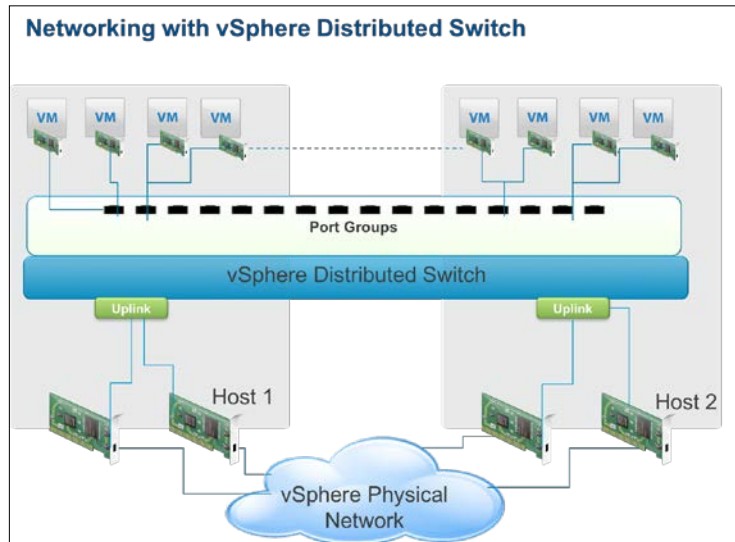 Networking with vSphere Distributed Switch
VM VM VM VM VM VM VM VM
Port Groups
vSphere Distributed Switch
Uplink Uplink
Host 1 Host 2
vSphere Physical
Network